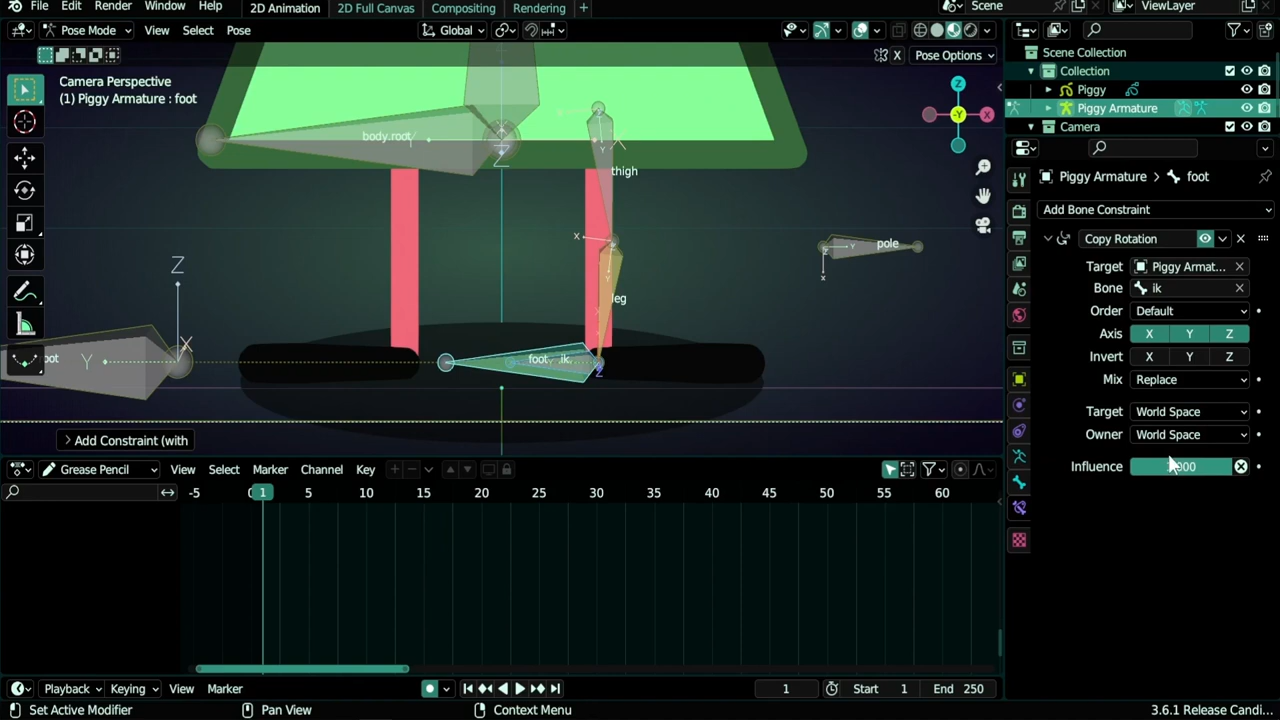 File Edit Render Window Help 2D Animation 2D Full Canvas Compositing Rendering + Scene ViewLayer
Pose Mode View Select Pose Global
X Pose Options
Camera Perspective
(1) Piggy Armature : foot
Scene Collection
Collection
Piggy
Piggy Armature
Camera
Piggy Armature > foot
Add Bone Constraint
Copy Rotation
Target Piggy Armat...
Bone ik
Order Default
Axis X Y Z
Invert X Y Z
Mix Replace
Target World Space
Owner World Space
Influence
Z
X
-Y
body.root
Y
Z
Y
thigh
X
Y
leg
pole
Y
X
Z
X
Y
foot
ik
Z
Add Constraint (with
Grease Pencil View Select Marker Channel Key
-5 1 5 10 15 20 25 30 35 40 45 50 55 60
Playback Keying View Marker 1 Start 1 End 250
Set Active Modifier Pan View Context Menu 3.6.1 Release Candi...